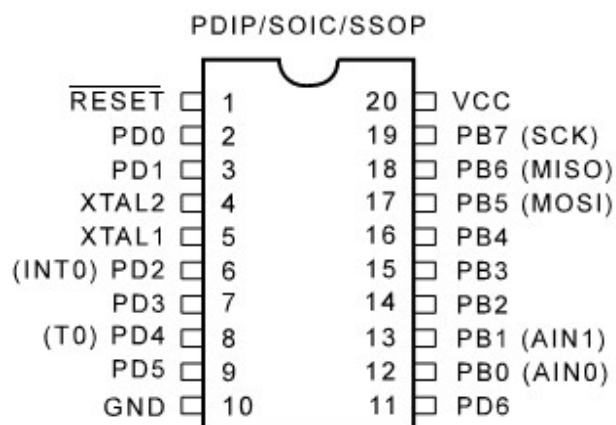 PDIP/SOIC/SSOP
RESET 1 20 VCC
PD0 2 19 PB7 (SCK)
PD1 3 18 PB6 (MISO)
XTAL2 4 17 PB5 (MOSI)
XTAL1 5 16 PB4
(INT0) PD2 6 15 PB3
PD3 7 14 PB2
(T0) PD4 8 13 PB1 (AIN1)
PD5 9 12 PB0 (AIN0)
GND 10 11 PD6